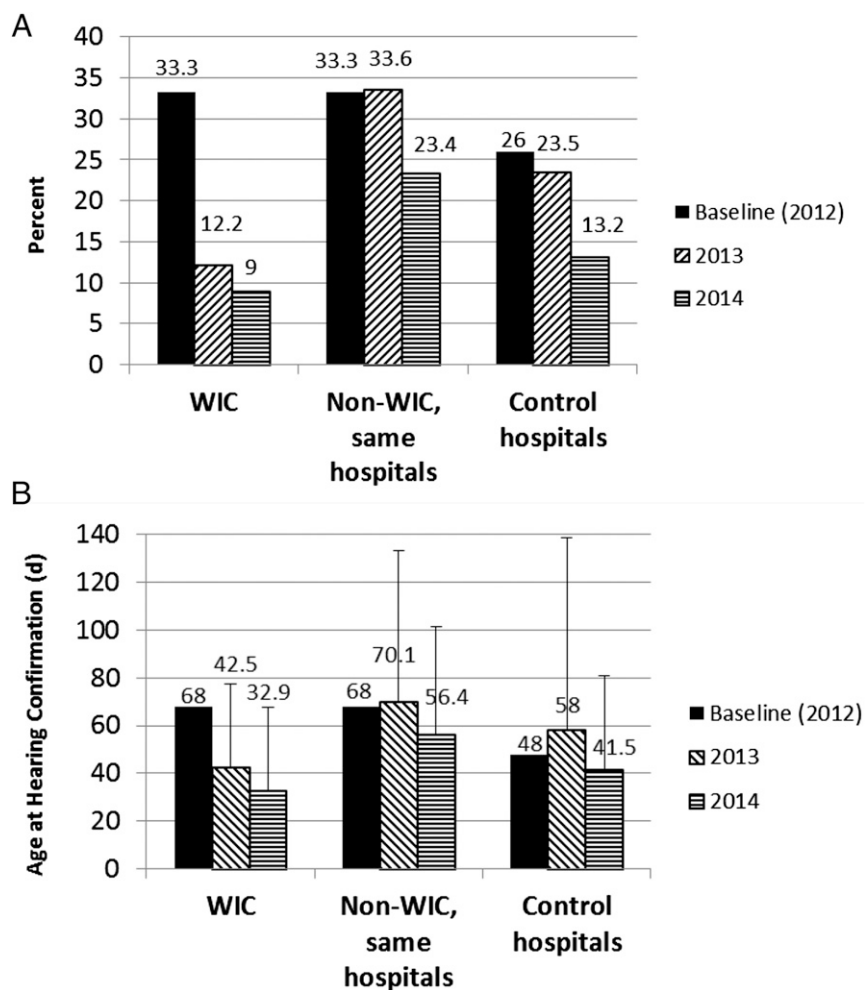 A
40
35
30
25
20
15
10
5
0
Percent
33.3
12.2
9
33.3
33.6
23.4
26
23.5
13.2
WIC
Non-WIC,
same
hospitals
Control
hospitals
Baseline (2012)
2013
2014
B
140
120
100
80
60
40
20
0
Age at Hearing Confirmation (d)
68
42.5
32.9
68
70.1
56.4
48
58
41.5
WIC
Non-WIC,
same
hospitals
Control
hospitals
Baseline (2012)
2013
2014